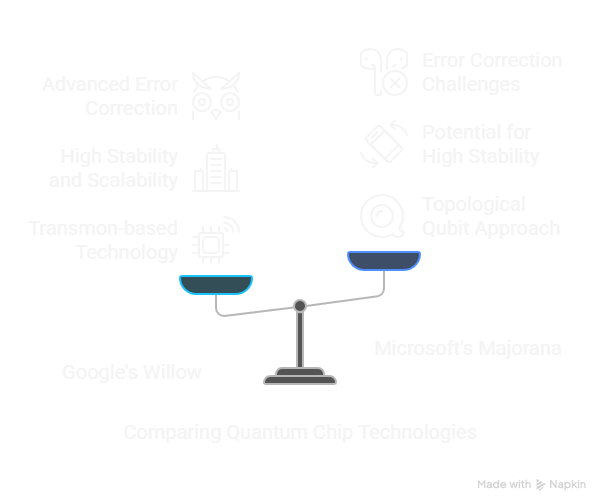 Advanced Error
Correction
High Stability
and Scalability
Transmon-based
Technology
Error Correction
Challenges
Potential for
High Stability
Topological
Qubit Approach
Google's Willow
Microsoft's Majorana
Comparing Quantum Chip Technologies
Made with Napkin